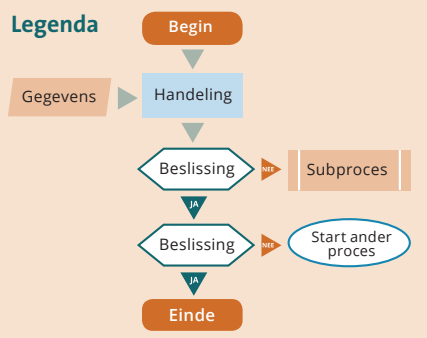 Legenda
Begin
Gegevens
Handeling
Beslissing
NEE
Subproces
JA
Beslissing
NEE
Start ander
proces
JA
Einde